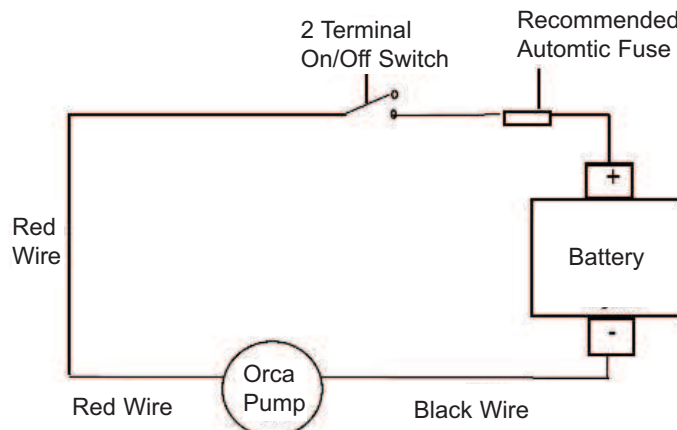 2 Terminal
On/Off Switch
Recommended
Automtic Fuse
+
Red
Wire
Battery
-
Orca
Pump
Red Wire
Black Wire